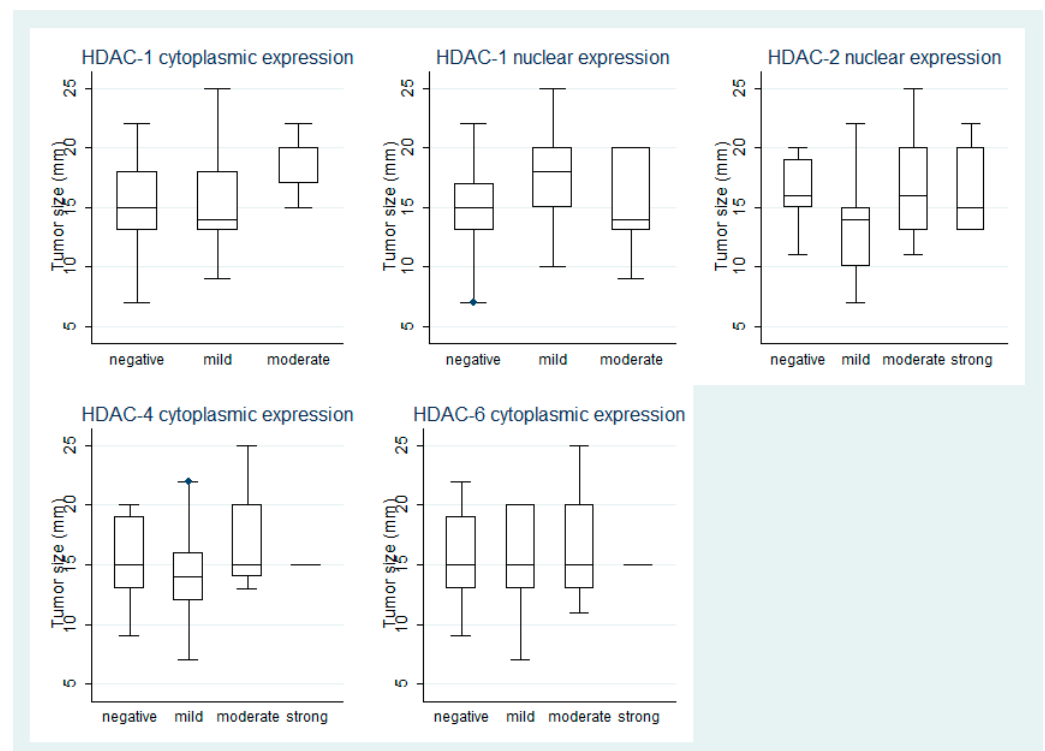 HDAC-1 cytoplasmic expression
Tumor size (mm)
25
20
15
10
5
negative mild moderate
HDAC-1 nuclear expression
Tumor size (mm)
25
20
15
10
5
negative mild moderate
HDAC-2 nuclear expression
Tumor size (mm)
25
20
15
10
5
negative mild moderate strong
HDAC-4 cytoplasmic expression
Tumor size (mm)
25
20
15
10
5
negative mild moderate strong
HDAC-6 cytoplasmic expression
Tumor size (mm)
25
20
15
10
5
negative mild moderate strong